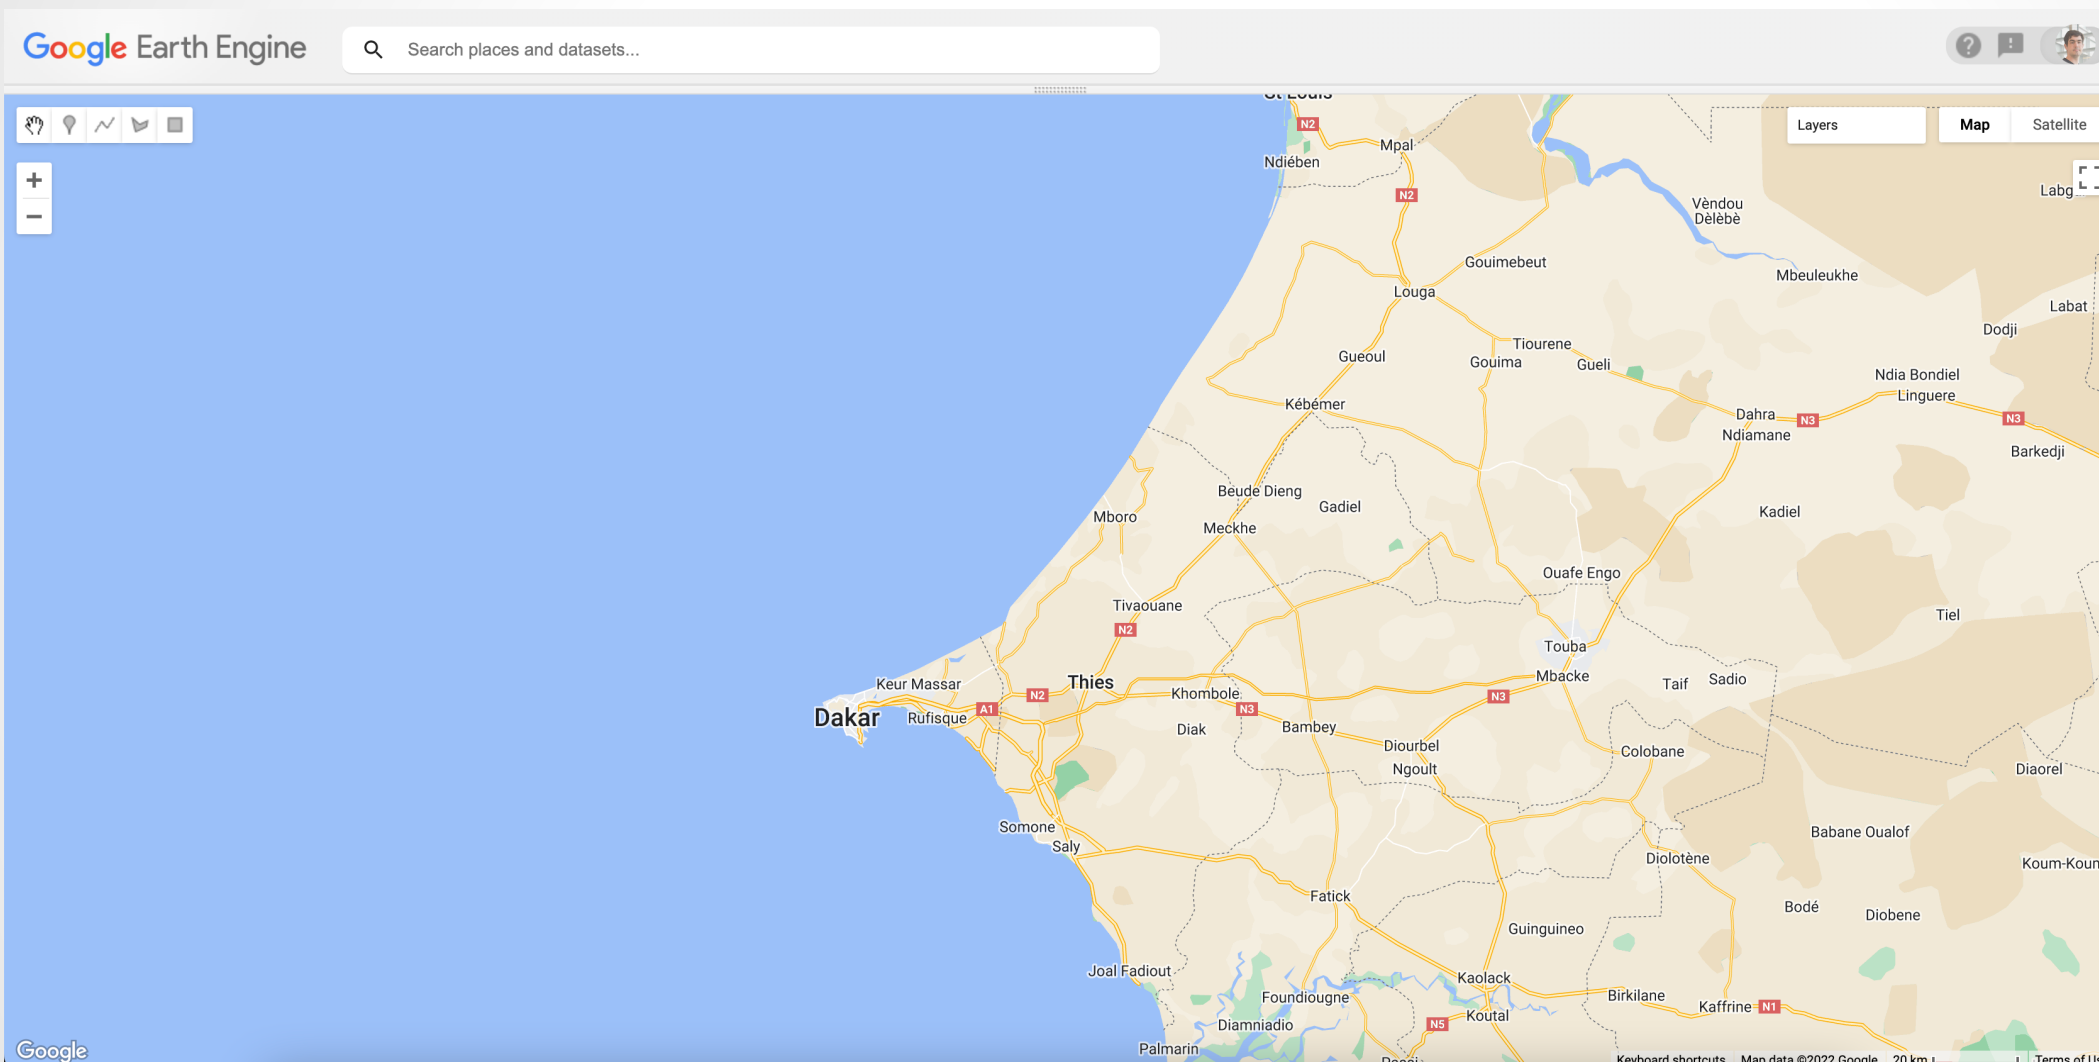 Google Earth Engine
Search places and datasets...
St Louis
Layers
Map
Satellite
N2
Mpal
Ndiében
N2
Labg
Vèndou
Dèlèbè
Gouimebeut
Mbeuleukhe
Louga
Labat
Dodji
Tiourene
Gueoul
Gouima
Gueli
Ndia Bondiel
Linguere
Kébémer
Dahra
N3
N3
Ndiamane
Barkedji
Beude Dieng
Gadiel
Kadiel
Mboro
Meckhe
Ouafe Engo
Tivaouane
Tiel
N2
Touba
Mbacke
Taif
Sadio
Keur Massar
Thies
N2
Khombole
N3
Dakar
Rufisque
A1
N3
Diak
Bambey
Diourbel
Colobane
Ngoult
Diaorel
Somone
Saly
Babane Oualof
Diolotène
Koum-Koun
Fatick
Bodé
Diobene
Guinguineo
Joal Fadiout
Kaolack
Foundiougne
Birkilane
Kaffrine
N1
Diamniadio
N5
Koutal
Palmarin
Google
Keyboard shortcuts
Map data ©2022 Google
20 km
Terms of Us